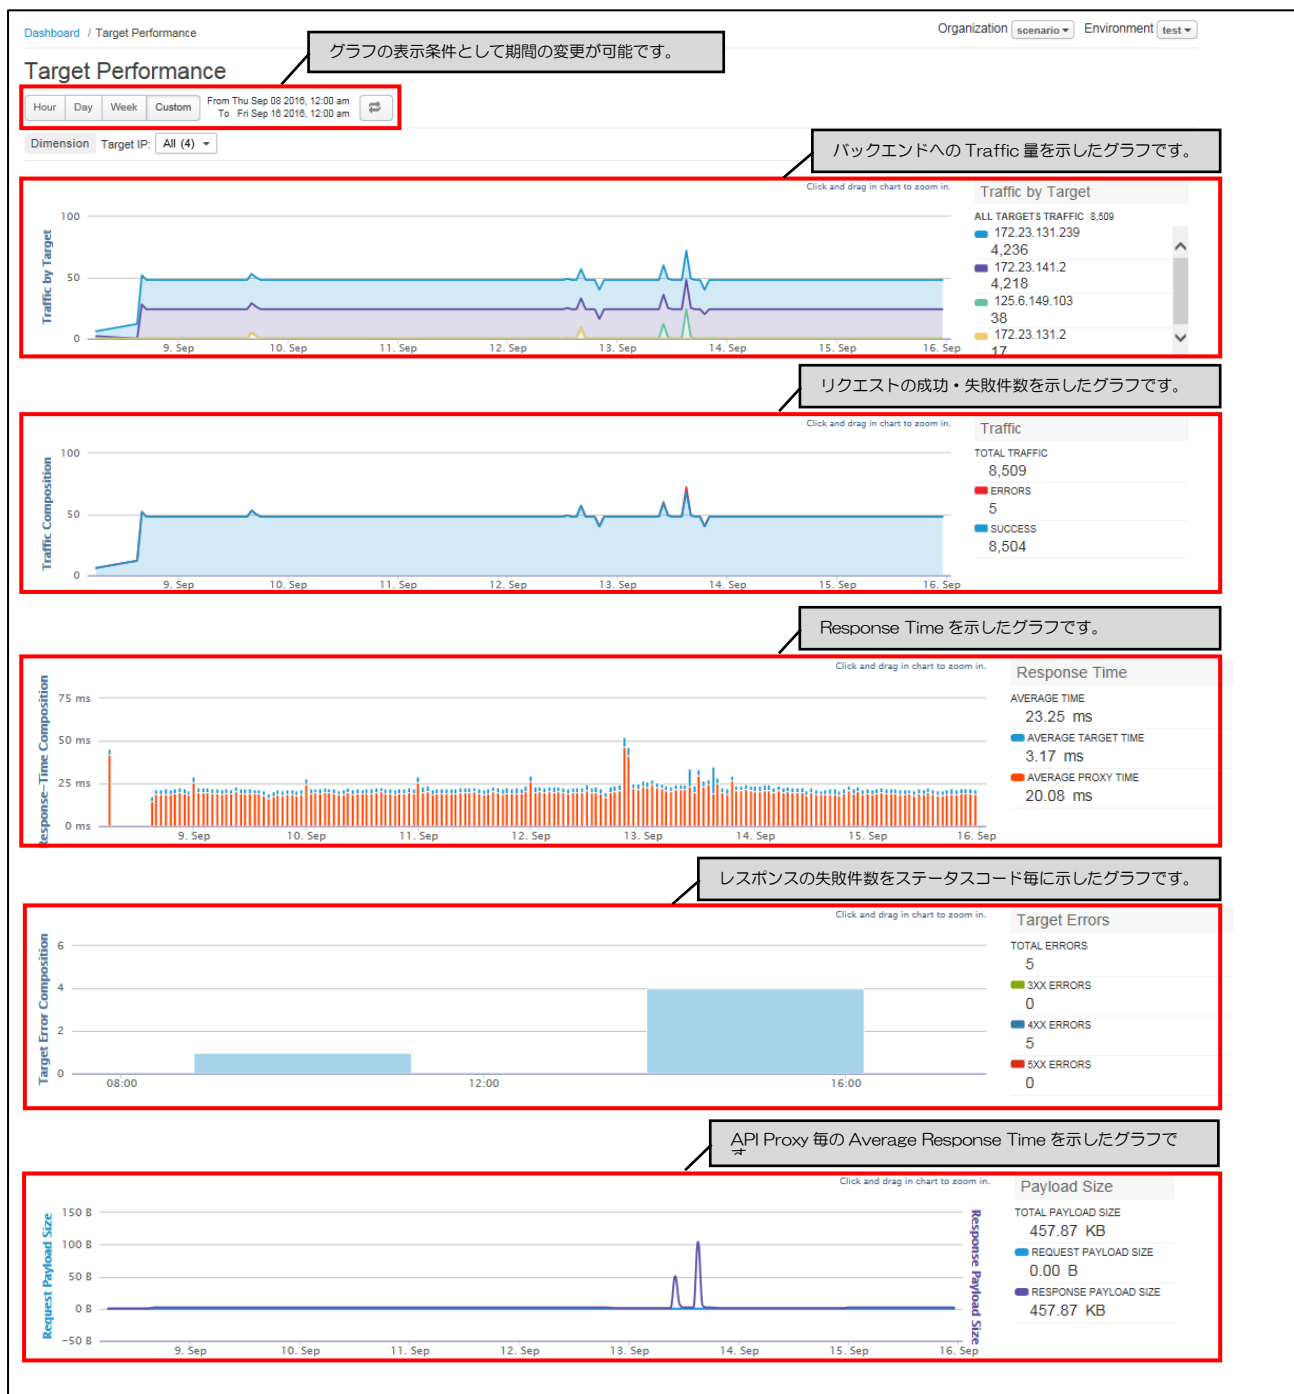 Dashboard / Target Performance
Organization scenario Environment test
グラフの表示条件として期間の変更が可能です。
Target Performance
Hour Day Week Custom
From Thu Sep 08 2016, 12:00 am
To Fri Sep 16 2016, 12:00 am
Dimension Target IP: All (4)
バックエンドへの Traffic 量を示したグラフです。
Click and drag in chart to zoom in.
Traffic by Target
100
50
0
9. Sep 10. Sep 11. Sep 12. Sep 13. Sep 14. Sep 15. Sep 16. Sep
Traffic by Target
ALL TARGETS TRAFFIC 8,509
172.23.131.239
4,236
172.23.141.2
4,218
125.6.149.103
38
172.23.131.2
17
リクエストの成功・失敗件数を示したグラフです。
Click and drag in chart to zoom in.
Traffic Composition
100
50
0
9. Sep 10. Sep 11. Sep 12. Sep 13. Sep 14. Sep 15. Sep 16. Sep
Traffic
TOTAL TRAFFIC
8,509
ERRORS
5
SUCCESS
8,504
Response Time を示したグラフです。
Click and drag in chart to zoom in.
Response-Time Composition
75 ms
50 ms
25 ms
0 ms
9. Sep 10. Sep 11. Sep 12. Sep 13. Sep 14. Sep 15. Sep 16. Sep
Response Time
AVERAGE TIME
23.25 ms
AVERAGE TARGET TIME
3.17 ms
AVERAGE PROXY TIME
20.08 ms
レスポンスの失敗件数をステータスコード毎に示したグラフです。
Click and drag in chart to zoom in.
Target Error Composition
6
4
2
0
08:00 12:00 16:00
Target Errors
TOTAL ERRORS
5
3XX ERRORS
0
4XX ERRORS
5
5XX ERRORS
0
API Proxy 毎の Average Response Time を示したグラフで
す
Click and drag in chart to zoom in.
Request Payload Size
150 B
100 B
50 B
0 B
-50 B
9. Sep 10. Sep 11. Sep 12. Sep 13. Sep 14. Sep 15. Sep 16. Sep
Response Payload Size
Payload Size
TOTAL PAYLOAD SIZE
457.87 KB
REQUEST PAYLOAD SIZE
0.00 B
RESPONSE PAYLOAD SIZE
457.87 KB